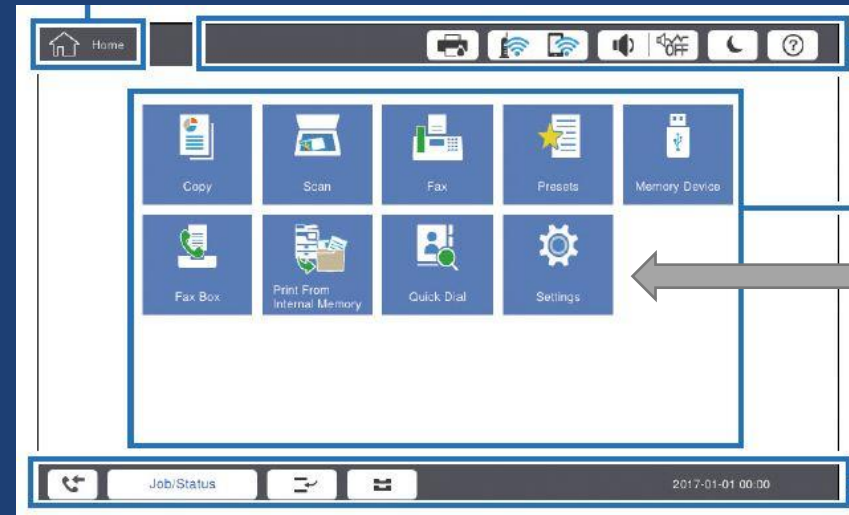 Home
OFF
?
Copy
Scan
Fax
Presets
Memory Device
Fax Box
Print From
Internal Memory
Quick Dial
Settings
Job/Status
2017-01-01 00:00